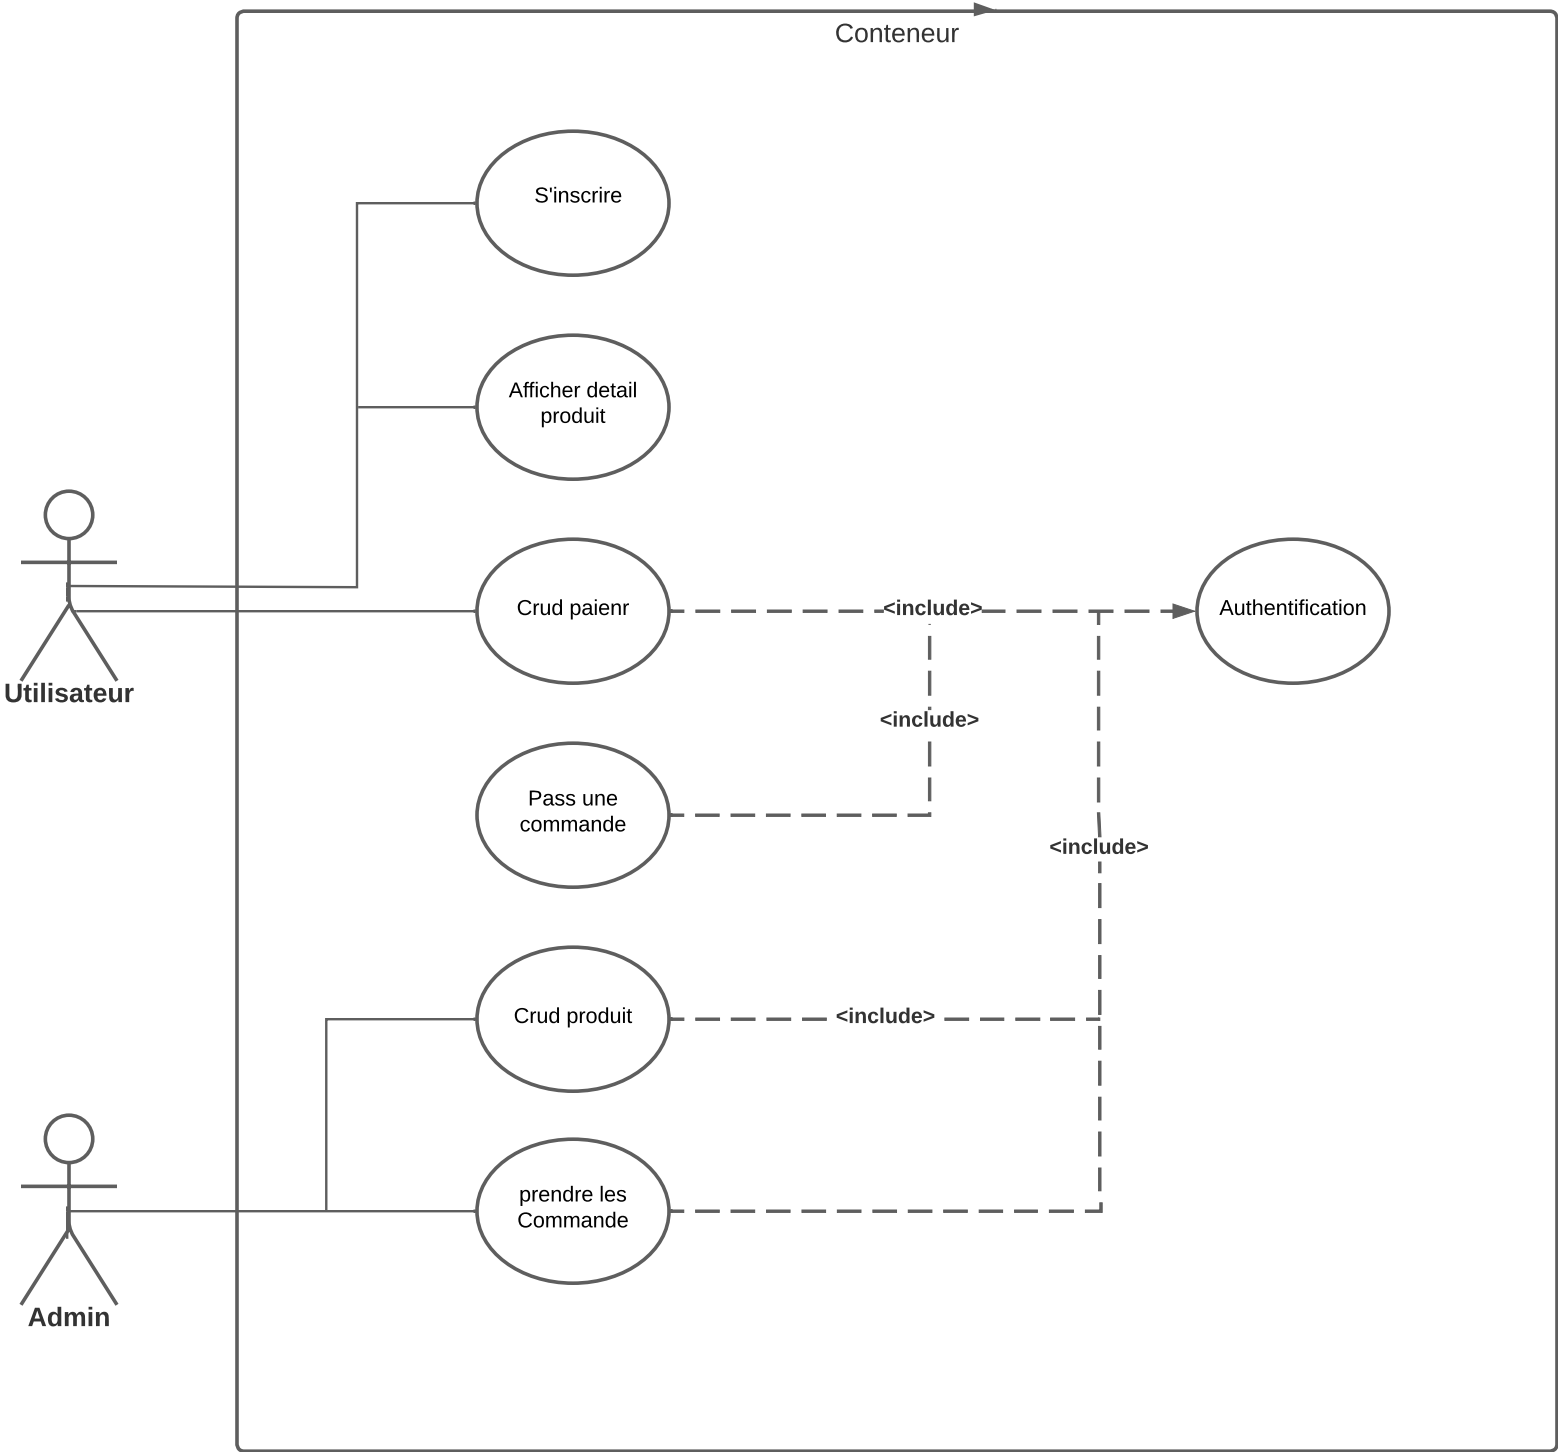 Conteneur
S'inscrire
Afficher detail
produit
Crud paienr
<include>
Authentification
Utilisateur
<include>
Pass une
commande
<include>
Crud produit
<include>
prendre les
Commande
Admin